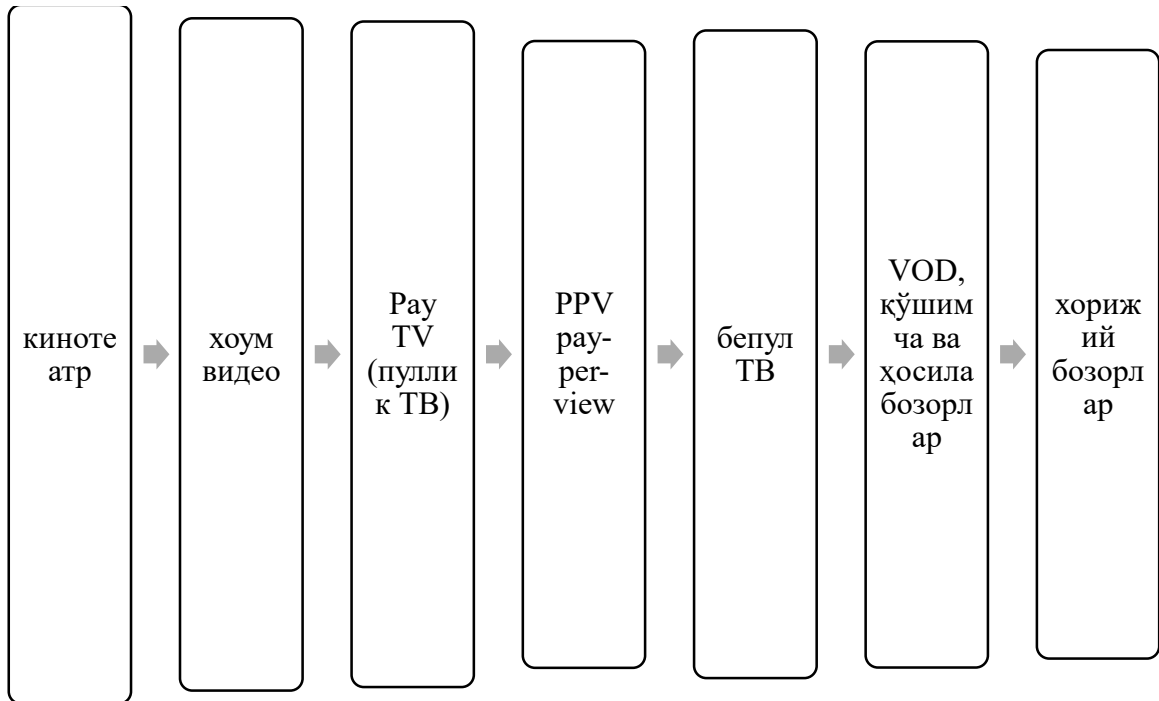 киноте
атр
хоум
видео
Pay
TV
(пулли
к ТВ)
PPV
pay-
per-
view
бепул
ТВ
VOD,
қўшим
ча ва
ҳосила
бозорл
ар
хориж
ий
бозорл
ар